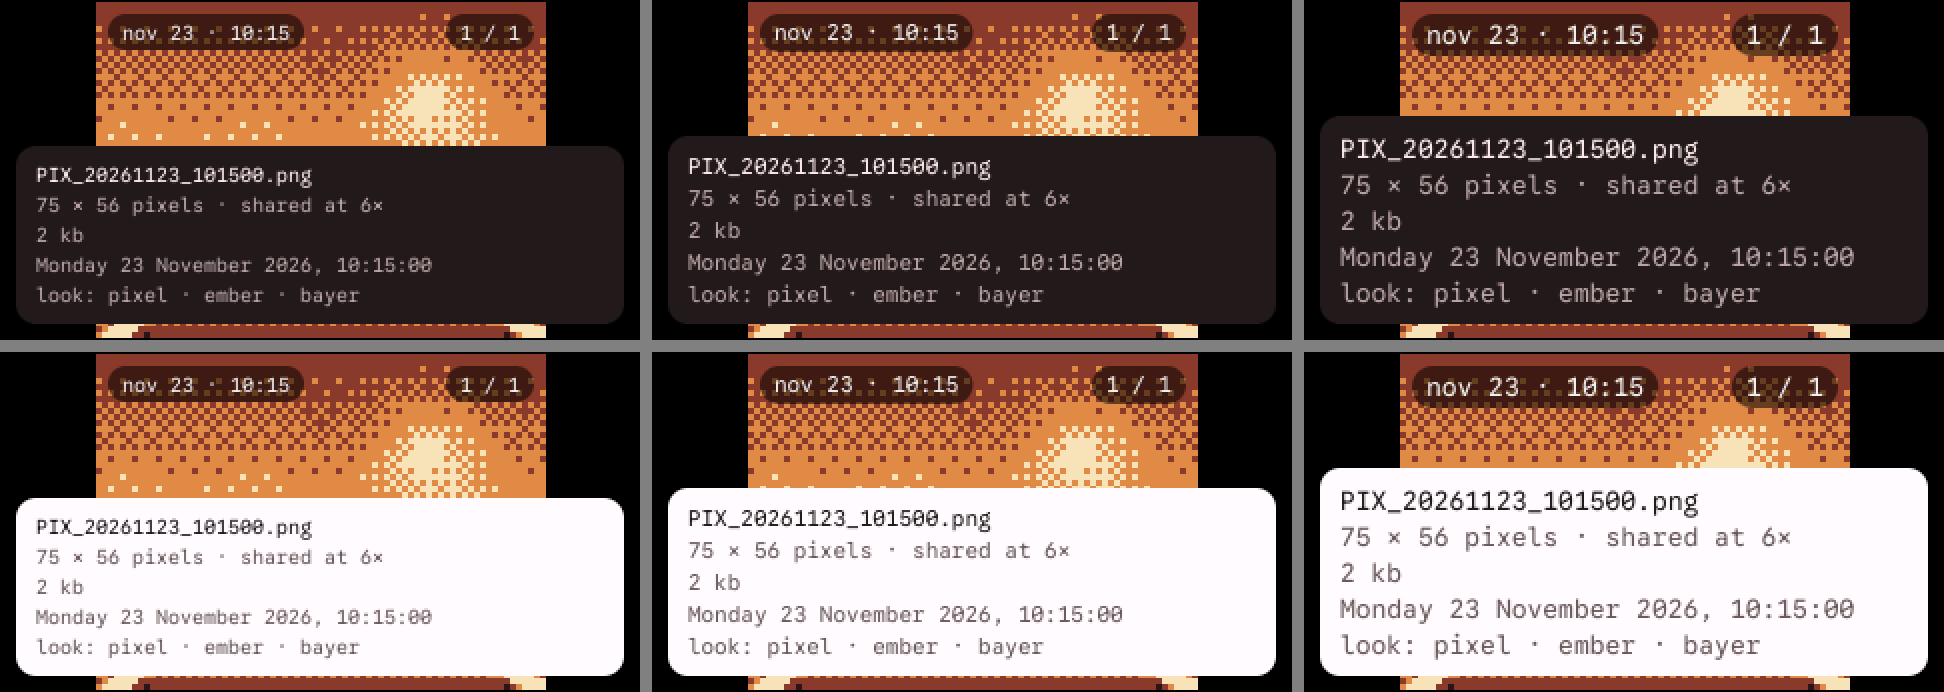 nov 23 · 10:15
1 / 1
PIX_20261123_101500.png
75 × 56 pixels · shared at 6×
2 kb
Monday 23 November 2026, 10:15:00
look: pixel · ember · bayer
nov 23 · 10:15
1 / 1
PIX_20261123_101500.png
75 × 56 pixels · shared at 6×
2 kb
Monday 23 November 2026, 10:15:00
look: pixel · ember · bayer
nov 23 · 10:15
1 / 1
PIX_20261123_101500.png
75 × 56 pixels · shared at 6×
2 kb
Monday 23 November 2026, 10:15:00
look: pixel · ember · bayer
nov 23 · 10:15
1 / 1
PIX_20261123_101500.png
75 × 56 pixels · shared at 6×
2 kb
Monday 23 November 2026, 10:15:00
look: pixel · ember · bayer
nov 23 · 10:15
1 / 1
PIX_20261123_101500.png
75 × 56 pixels · shared at 6×
2 kb
Monday 23 November 2026, 10:15:00
look: pixel · ember · bayer
nov 23 · 10:15
1 / 1
PIX_20261123_101500.png
75 × 56 pixels · shared at 6×
2 kb
Monday 23 November 2026, 10:15:00
look: pixel · ember · bayer